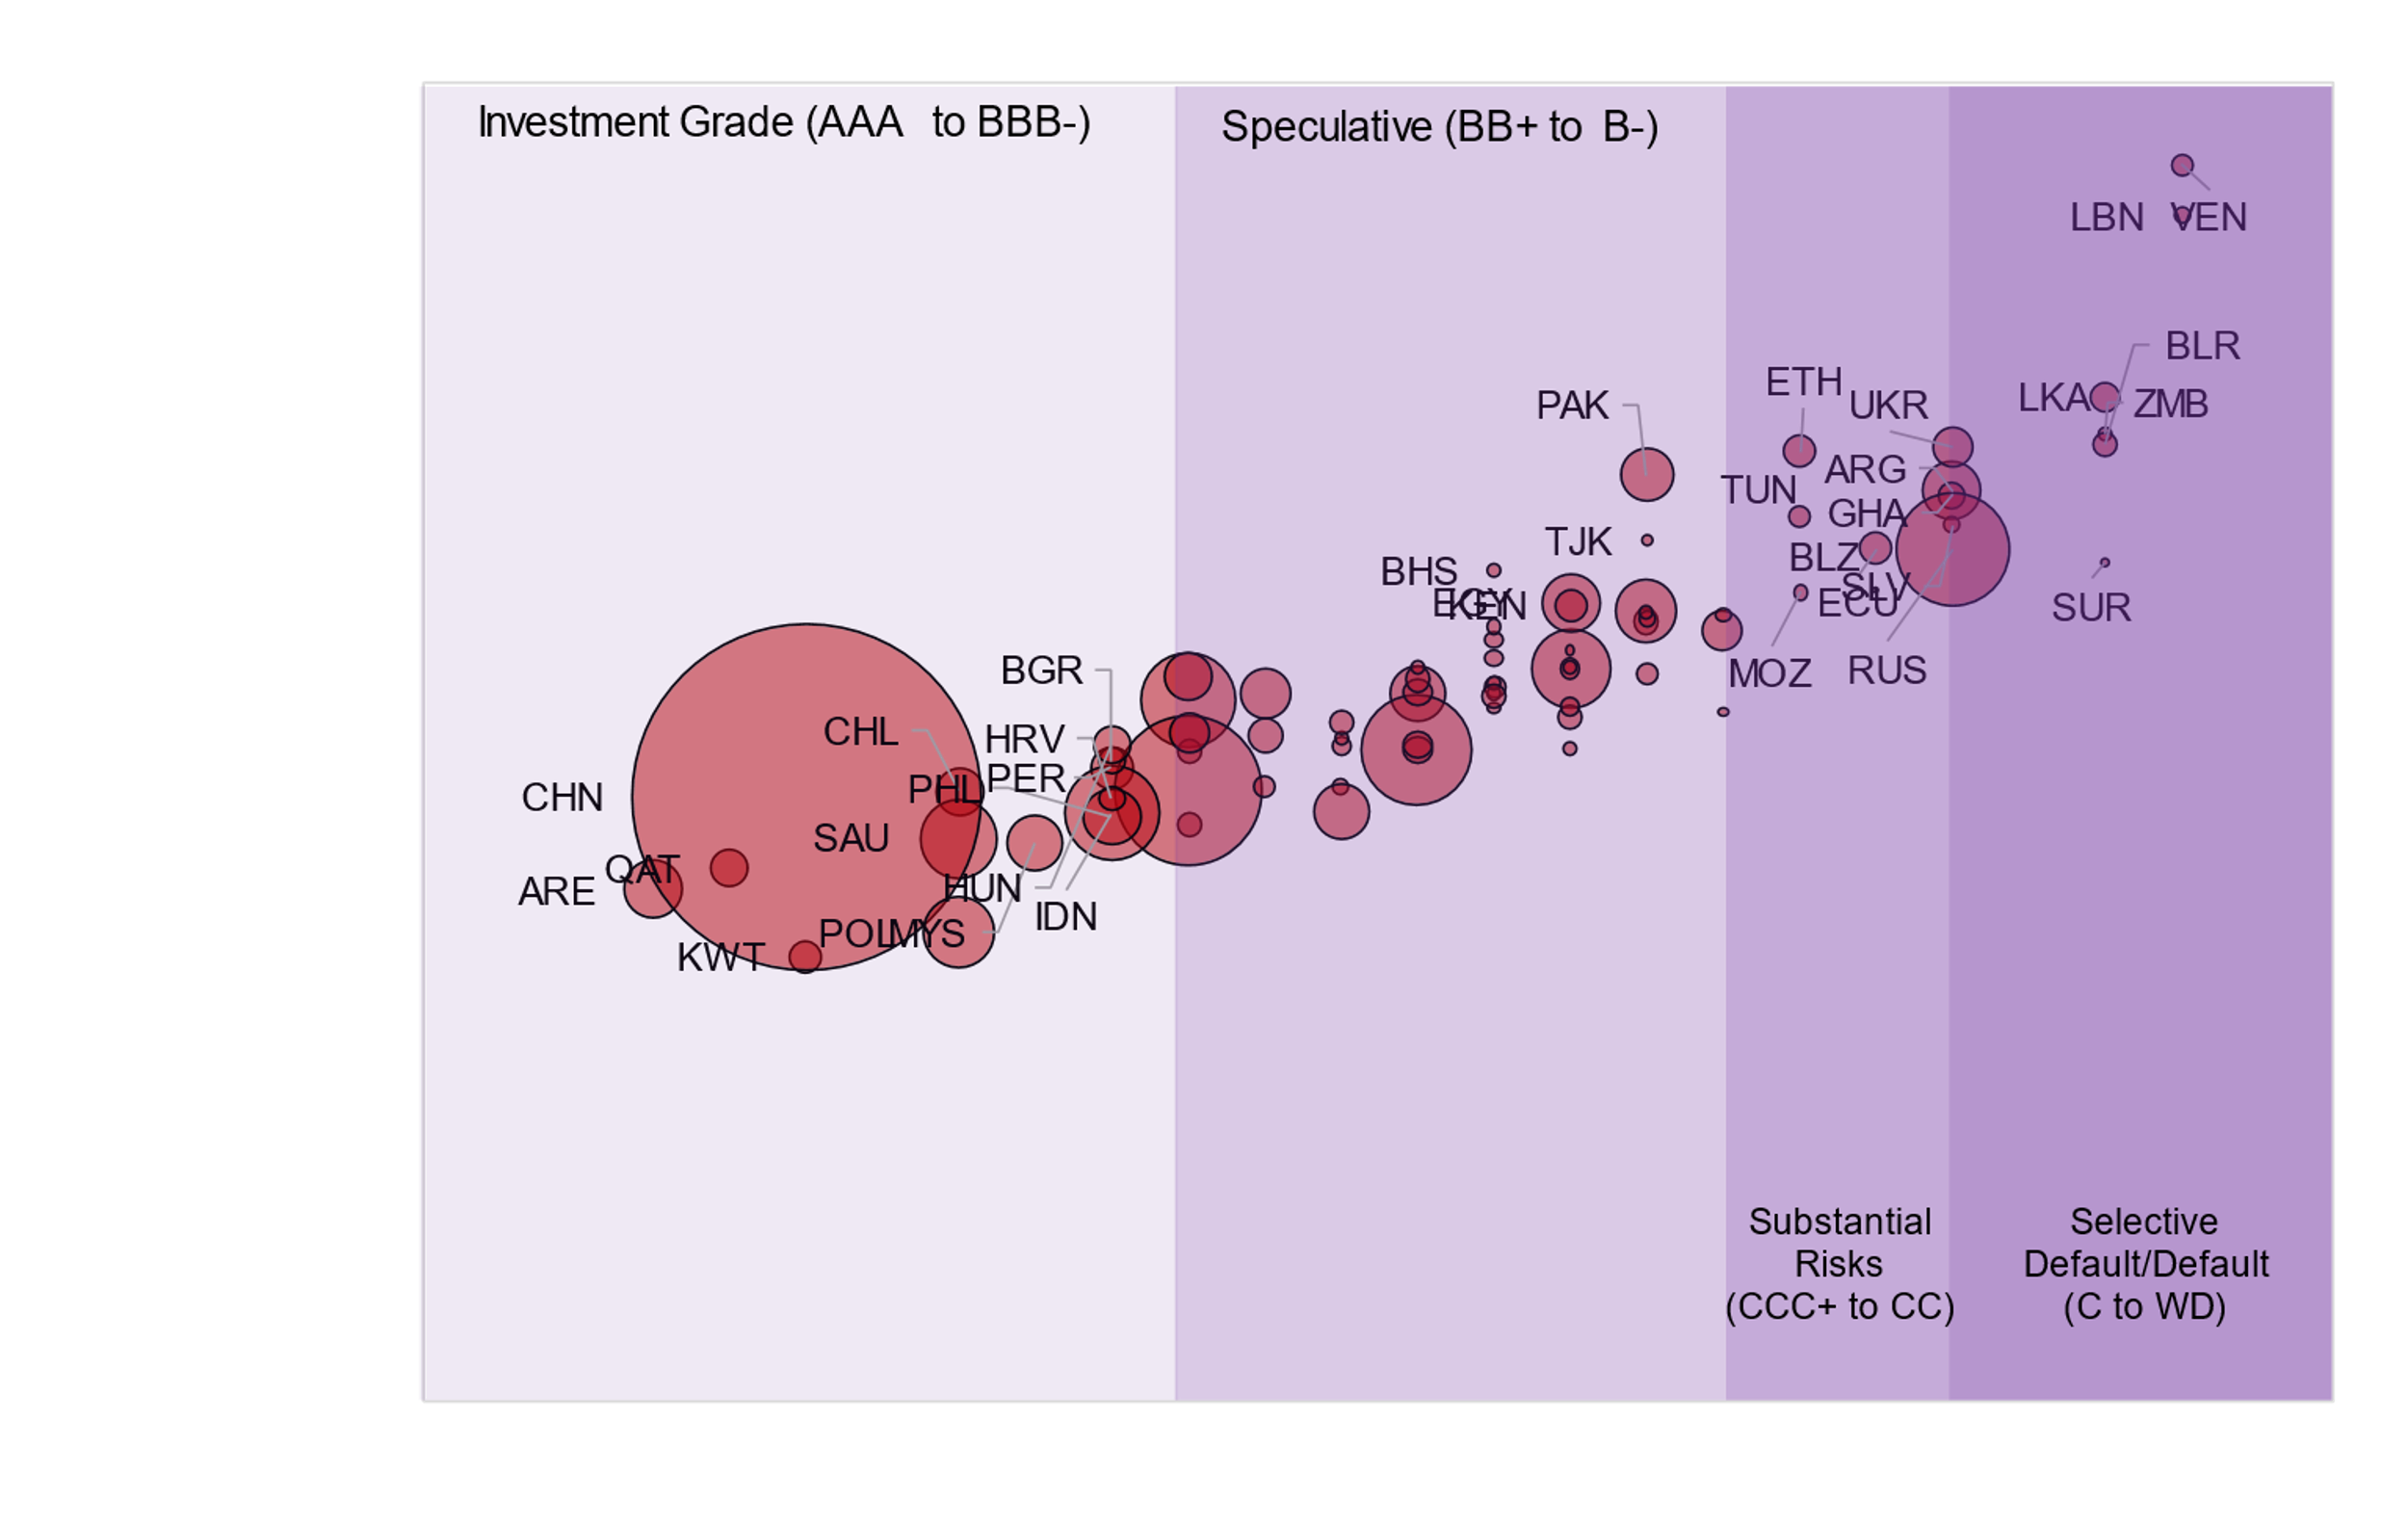 Investment Grade (AAA to BBB-)
Speculative (BB+ to B-)
LBN
VEN
BLR
ETH
UKR
LKA
ZMB
PAK
ARG
TUN
GHA
TJK
BLZ
BHS
SLV
EGY
KEN
ECU
SUR
BGR
MOZ
RUS
CHL
HRV
PER
PHL
CHN
SAU
QAT
ARE
HUN
IDN
POL
MYS
KWT
Substantial
Risks
(CCC+ to CC)
Selective
Default/Default
(C to WD)